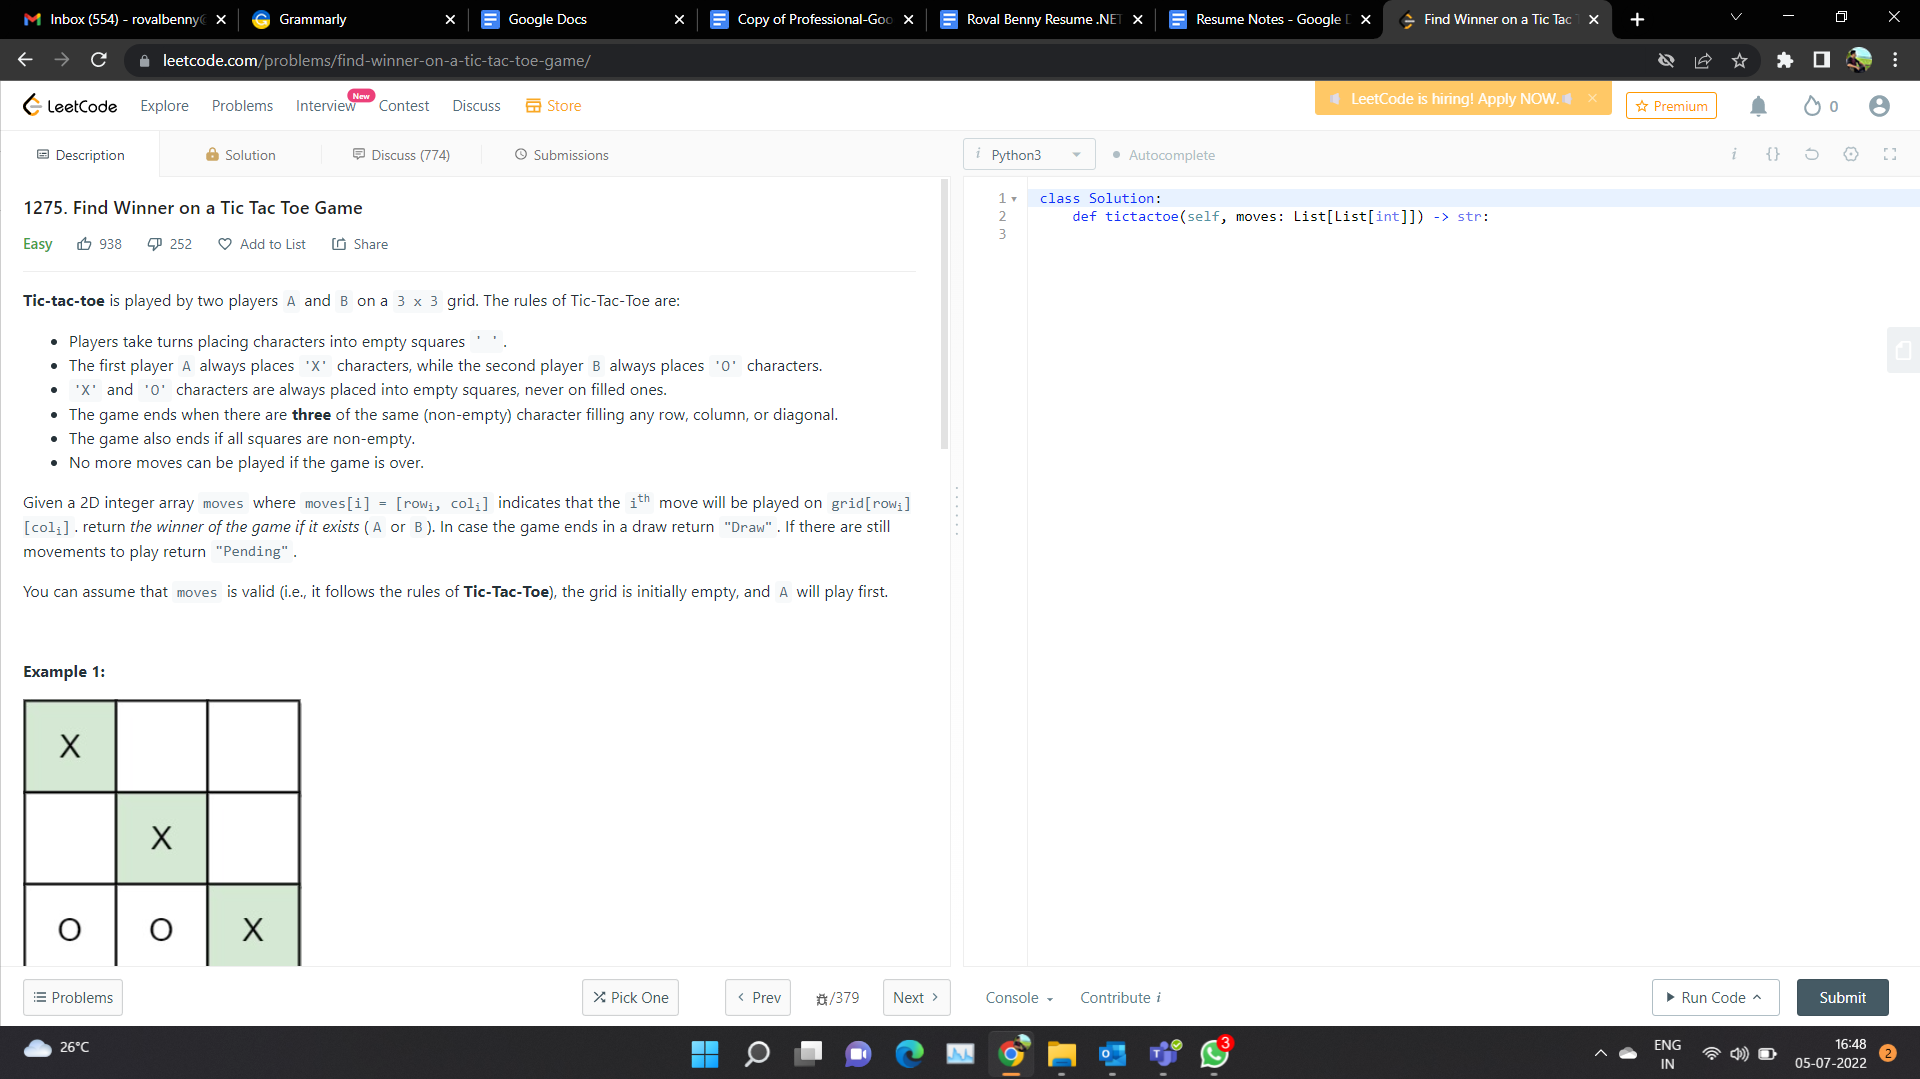 Inbox (554) - rovalbenny@
Grammarly
Google Docs
Copy of Professional-Goo
Roval Benny Resume .NET
Resume Notes - Google D
Find Winner on a Tic Tac T
leetcode.com/problems/find-winner-on-a-tic-tac-toe-game/
LeetCode Explore Problems Interview New Contest Discuss Store
LeetCode is hiring! Apply NOW.
Premium
0
Description Solution Discuss (774) Submissions
i Python3 Autocomplete
i {}
1275. Find Winner on a Tic Tac Toe Game
Easy 938 252 Add to List Share
Tic-tac-toe is played by two players A and B on a 3 x 3 grid. The rules of Tic-Tac-Toe are:
• Players take turns placing characters into empty squares ' '.
• The first player A always places 'X' characters, while the second player B always places 'O' characters.
• 'X' and 'O' characters are always placed into empty squares, never on filled ones.
• The game ends when there are three of the same (non-empty) character filling any row, column, or diagonal.
• The game also ends if all squares are non-empty.
• No more moves can be played if the game is over.
Given a 2D integer array moves where moves[i] = [rowᵢ, colᵢ] indicates that the iᵗʰ move will be played on grid[rowᵢ]
[colᵢ]. return the winner of the game if it exists (A or B). In case the game ends in a draw return "Draw". If there are still
movements to play return "Pending".
You can assume that moves is valid (i.e., it follows the rules of Tic-Tac-Toe), the grid is initially empty, and A will play first.
Example 1:
X
X
O O X
1 class Solution:
2 def tictactoe(self, moves: List[List[int]]) -> str:
3
Problems Pick One Prev /379 Next Console Contribute i Run Code Submit
26°C
3
ENG
IN
16:48
05-07-2022
2